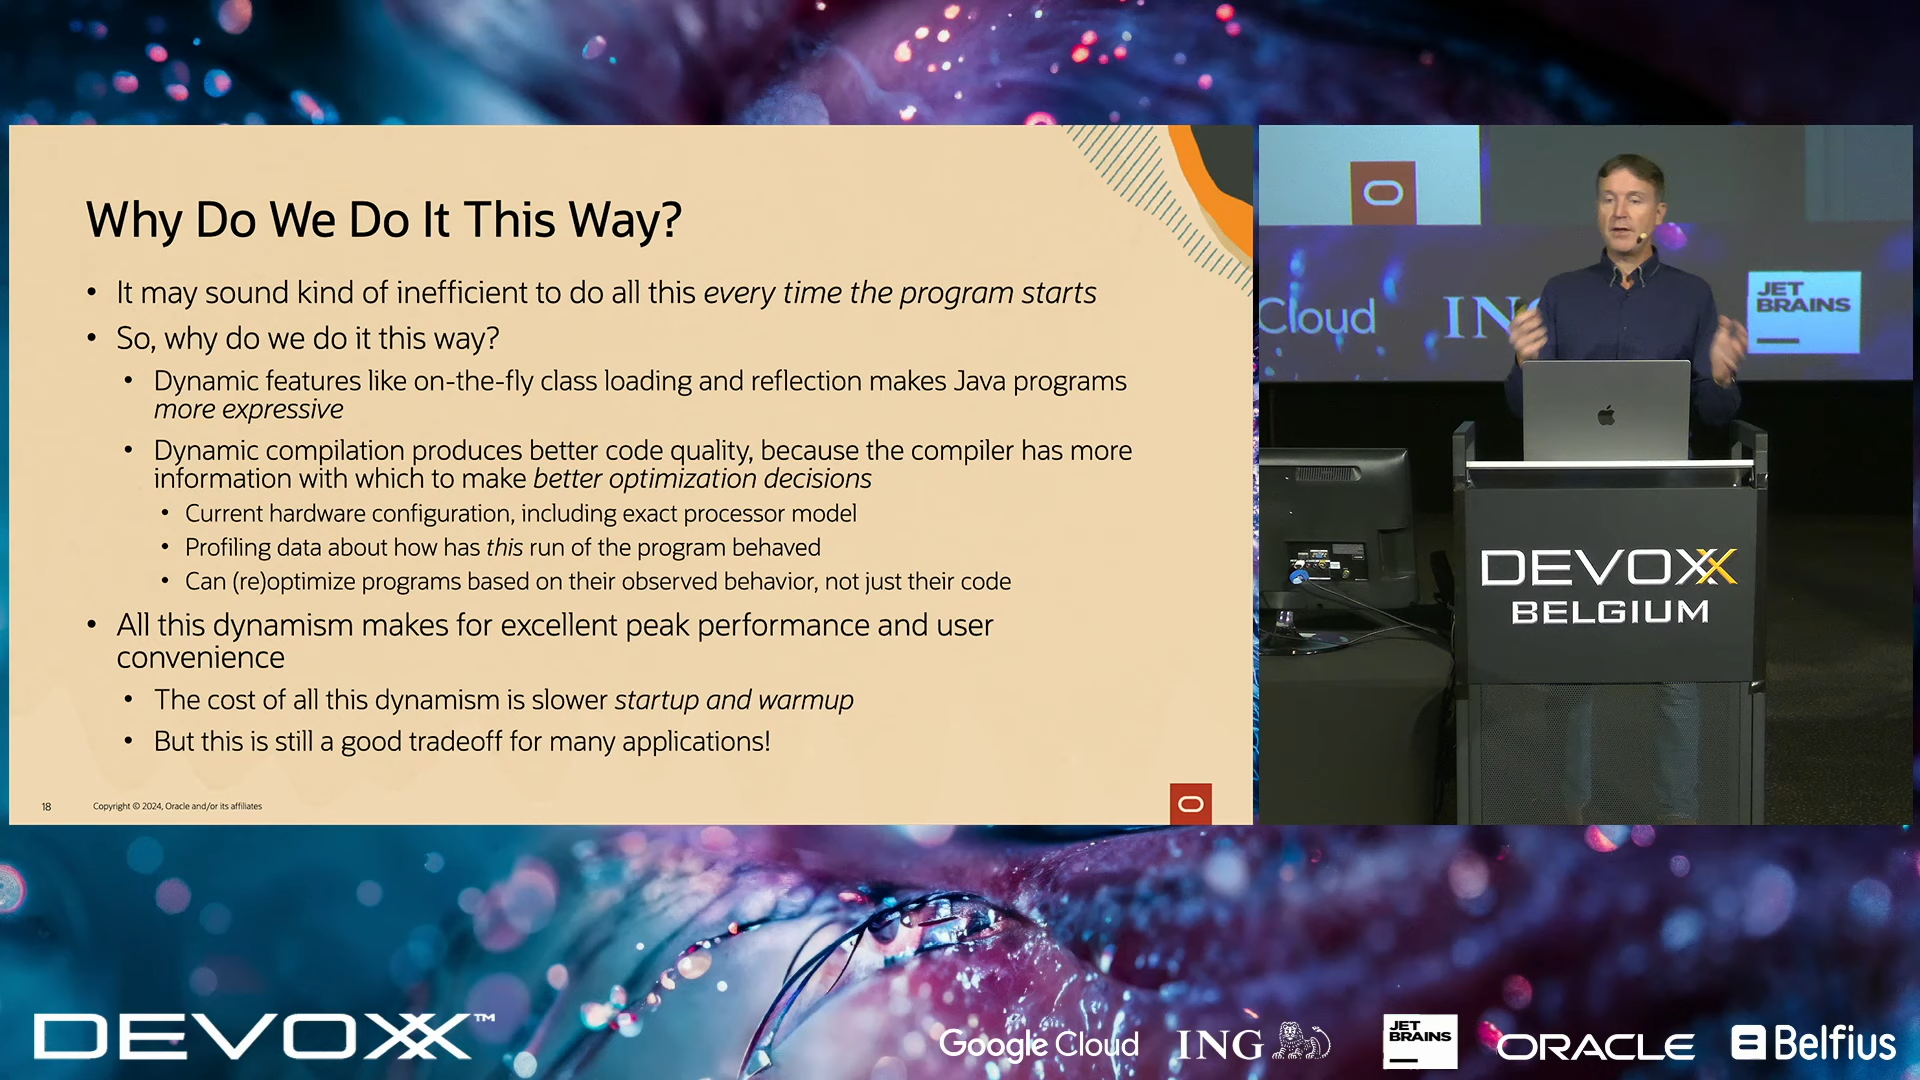 Why Do We Do It This Way?
• It may sound kind of inefficient to do all this every time the program starts
• So, why do we do it this way?
• Dynamic features like on-the-fly class loading and reflection makes Java programs
more expressive
• Dynamic compilation produces better code quality, because the compiler has more
information with which to make better optimization decisions
• Current hardware configuration, including exact processor model
• Profiling data about how has this run of the program behaved
• Can (re)optimize programs based on their observed behavior, not just their code
• All this dynamism makes for excellent peak performance and user
convenience
• The cost of all this dynamism is slower startup and warmup
• But this is still a good tradeoff for many applications!
18 Copyright © 2024, Oracle and/or its affiliates
Cloud
JET
BRAINS
DEVOXX
BELGIUM
DEVOXX™
Google Cloud
ING
JET
BRAINS
ORACLE
Belfius